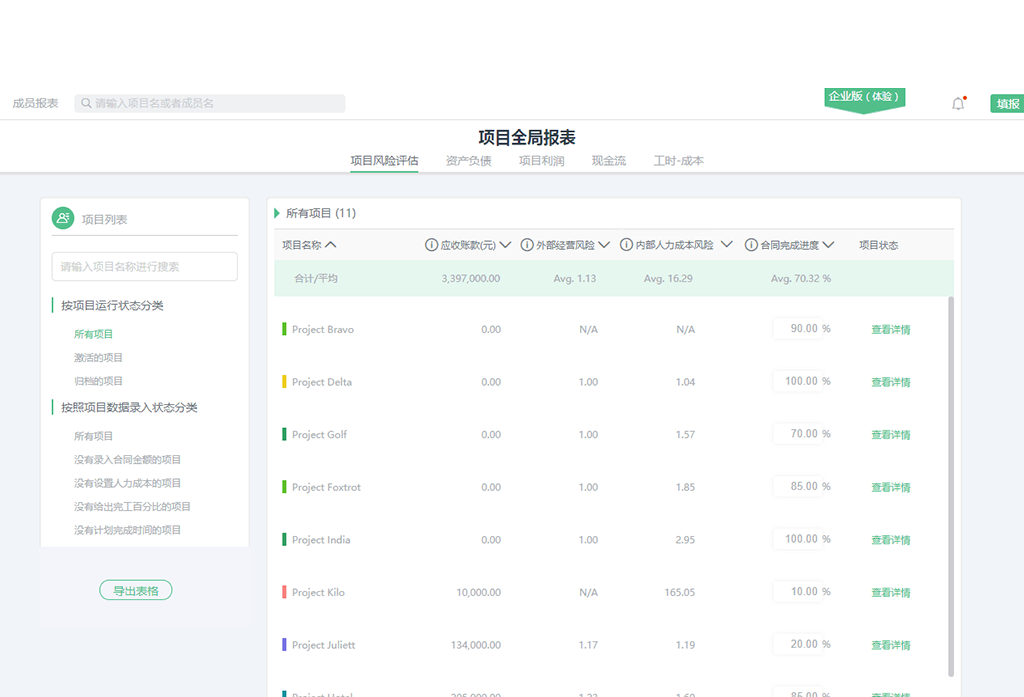 成员报表 请输入项目名或者成员名 企业版（体验） 填报
项目全局报表
项目风险评估 资产负债 项目利润 现金流 工时-成本
项目列表
请输入项目名称进行搜索
按项目运行状态分类
所有项目
激活的项目
归档的项目
按照项目数据录入状态分类
所有项目
没有录入合同金额的项目
没有设置人力成本的项目
没有给出完工百分比的项目
没有计划完成时间的项目
导出表格
所有项目 (11)
项目名称 应收账款(元) 外部经营风险 内部人力成本风险 合同完成进度 项目状态
合计/平均 3,397,000.00 Avg. 1.13 Avg. 16.29 Avg. 70.32 %
Project Bravo 0.00 N/A N/A 90.00 % 查看详情
Project Delta 0.00 1.00 1.04 100.00 % 查看详情
Project Golf 0.00 1.00 1.57 70.00 % 查看详情
Project Foxtrot 0.00 1.00 1.85 85.00 % 查看详情
Project India 0.00 1.00 2.95 100.00 % 查看详情
Project Kilo 10,000.00 N/A 165.05 10.00 % 查看详情
Project Juliett 134,000.00 1.17 1.19 20.00 % 查看详情
Project Hotel 85.00 % 查看详情